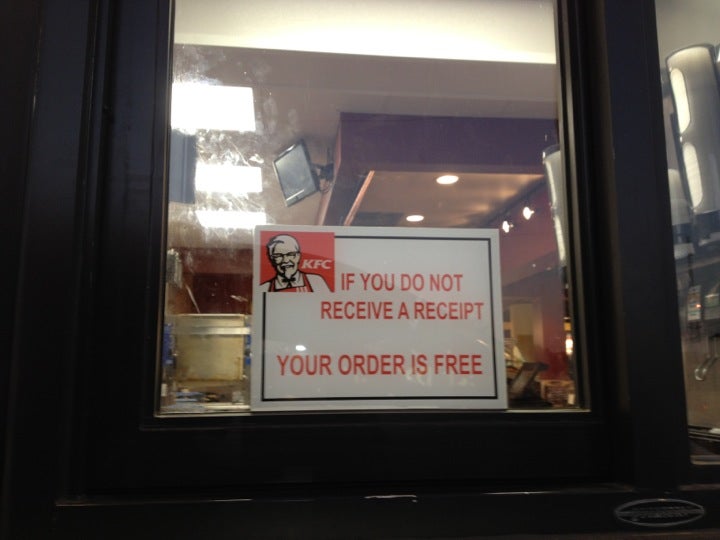 KFC
IF YOU DO NOT
RECEIVE A RECEIPT
YOUR ORDER IS FREE